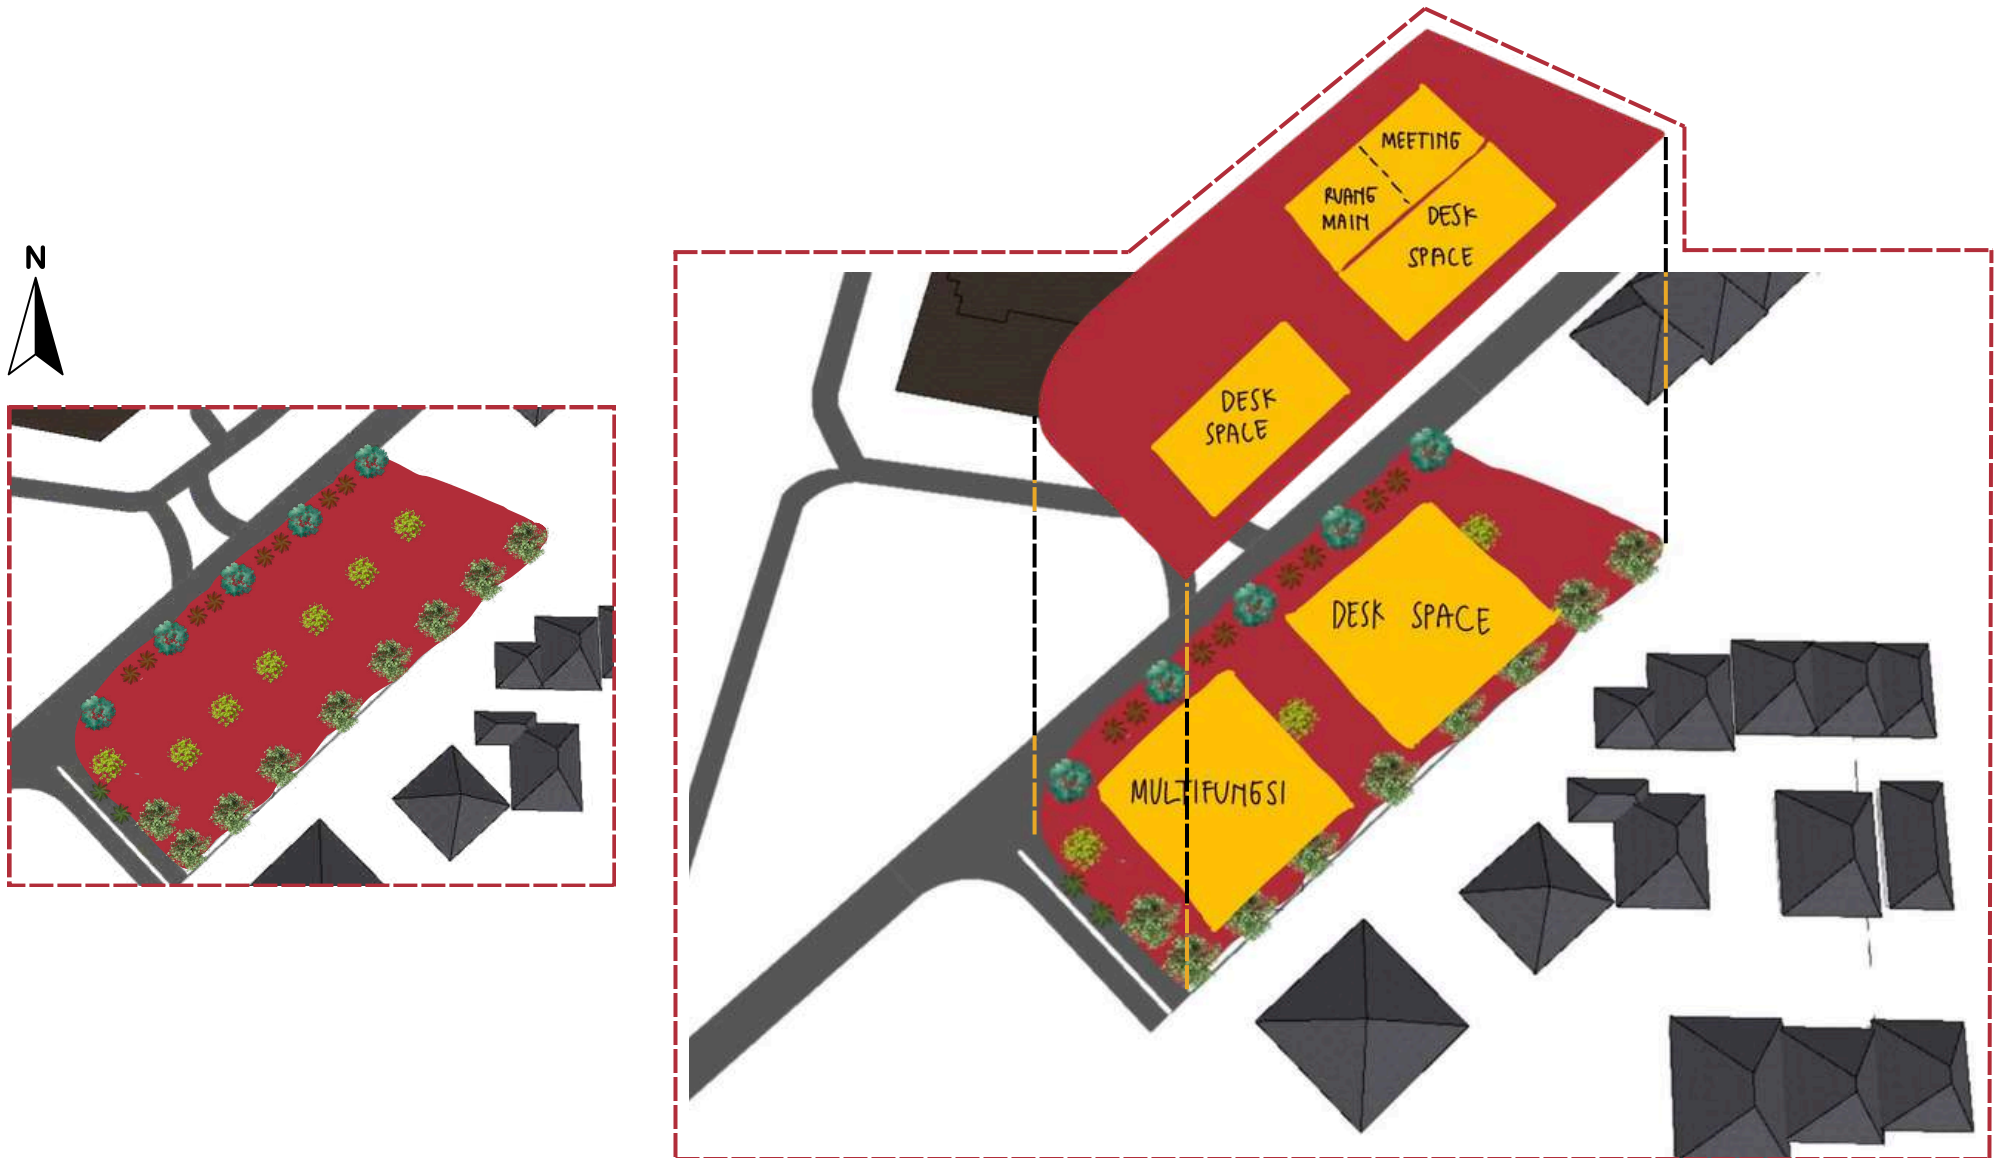 N
MEETING
RUANG
MAIN
DESK
SPACE
DESK
SPACE
DESK SPACE
MULTIFUNGSI